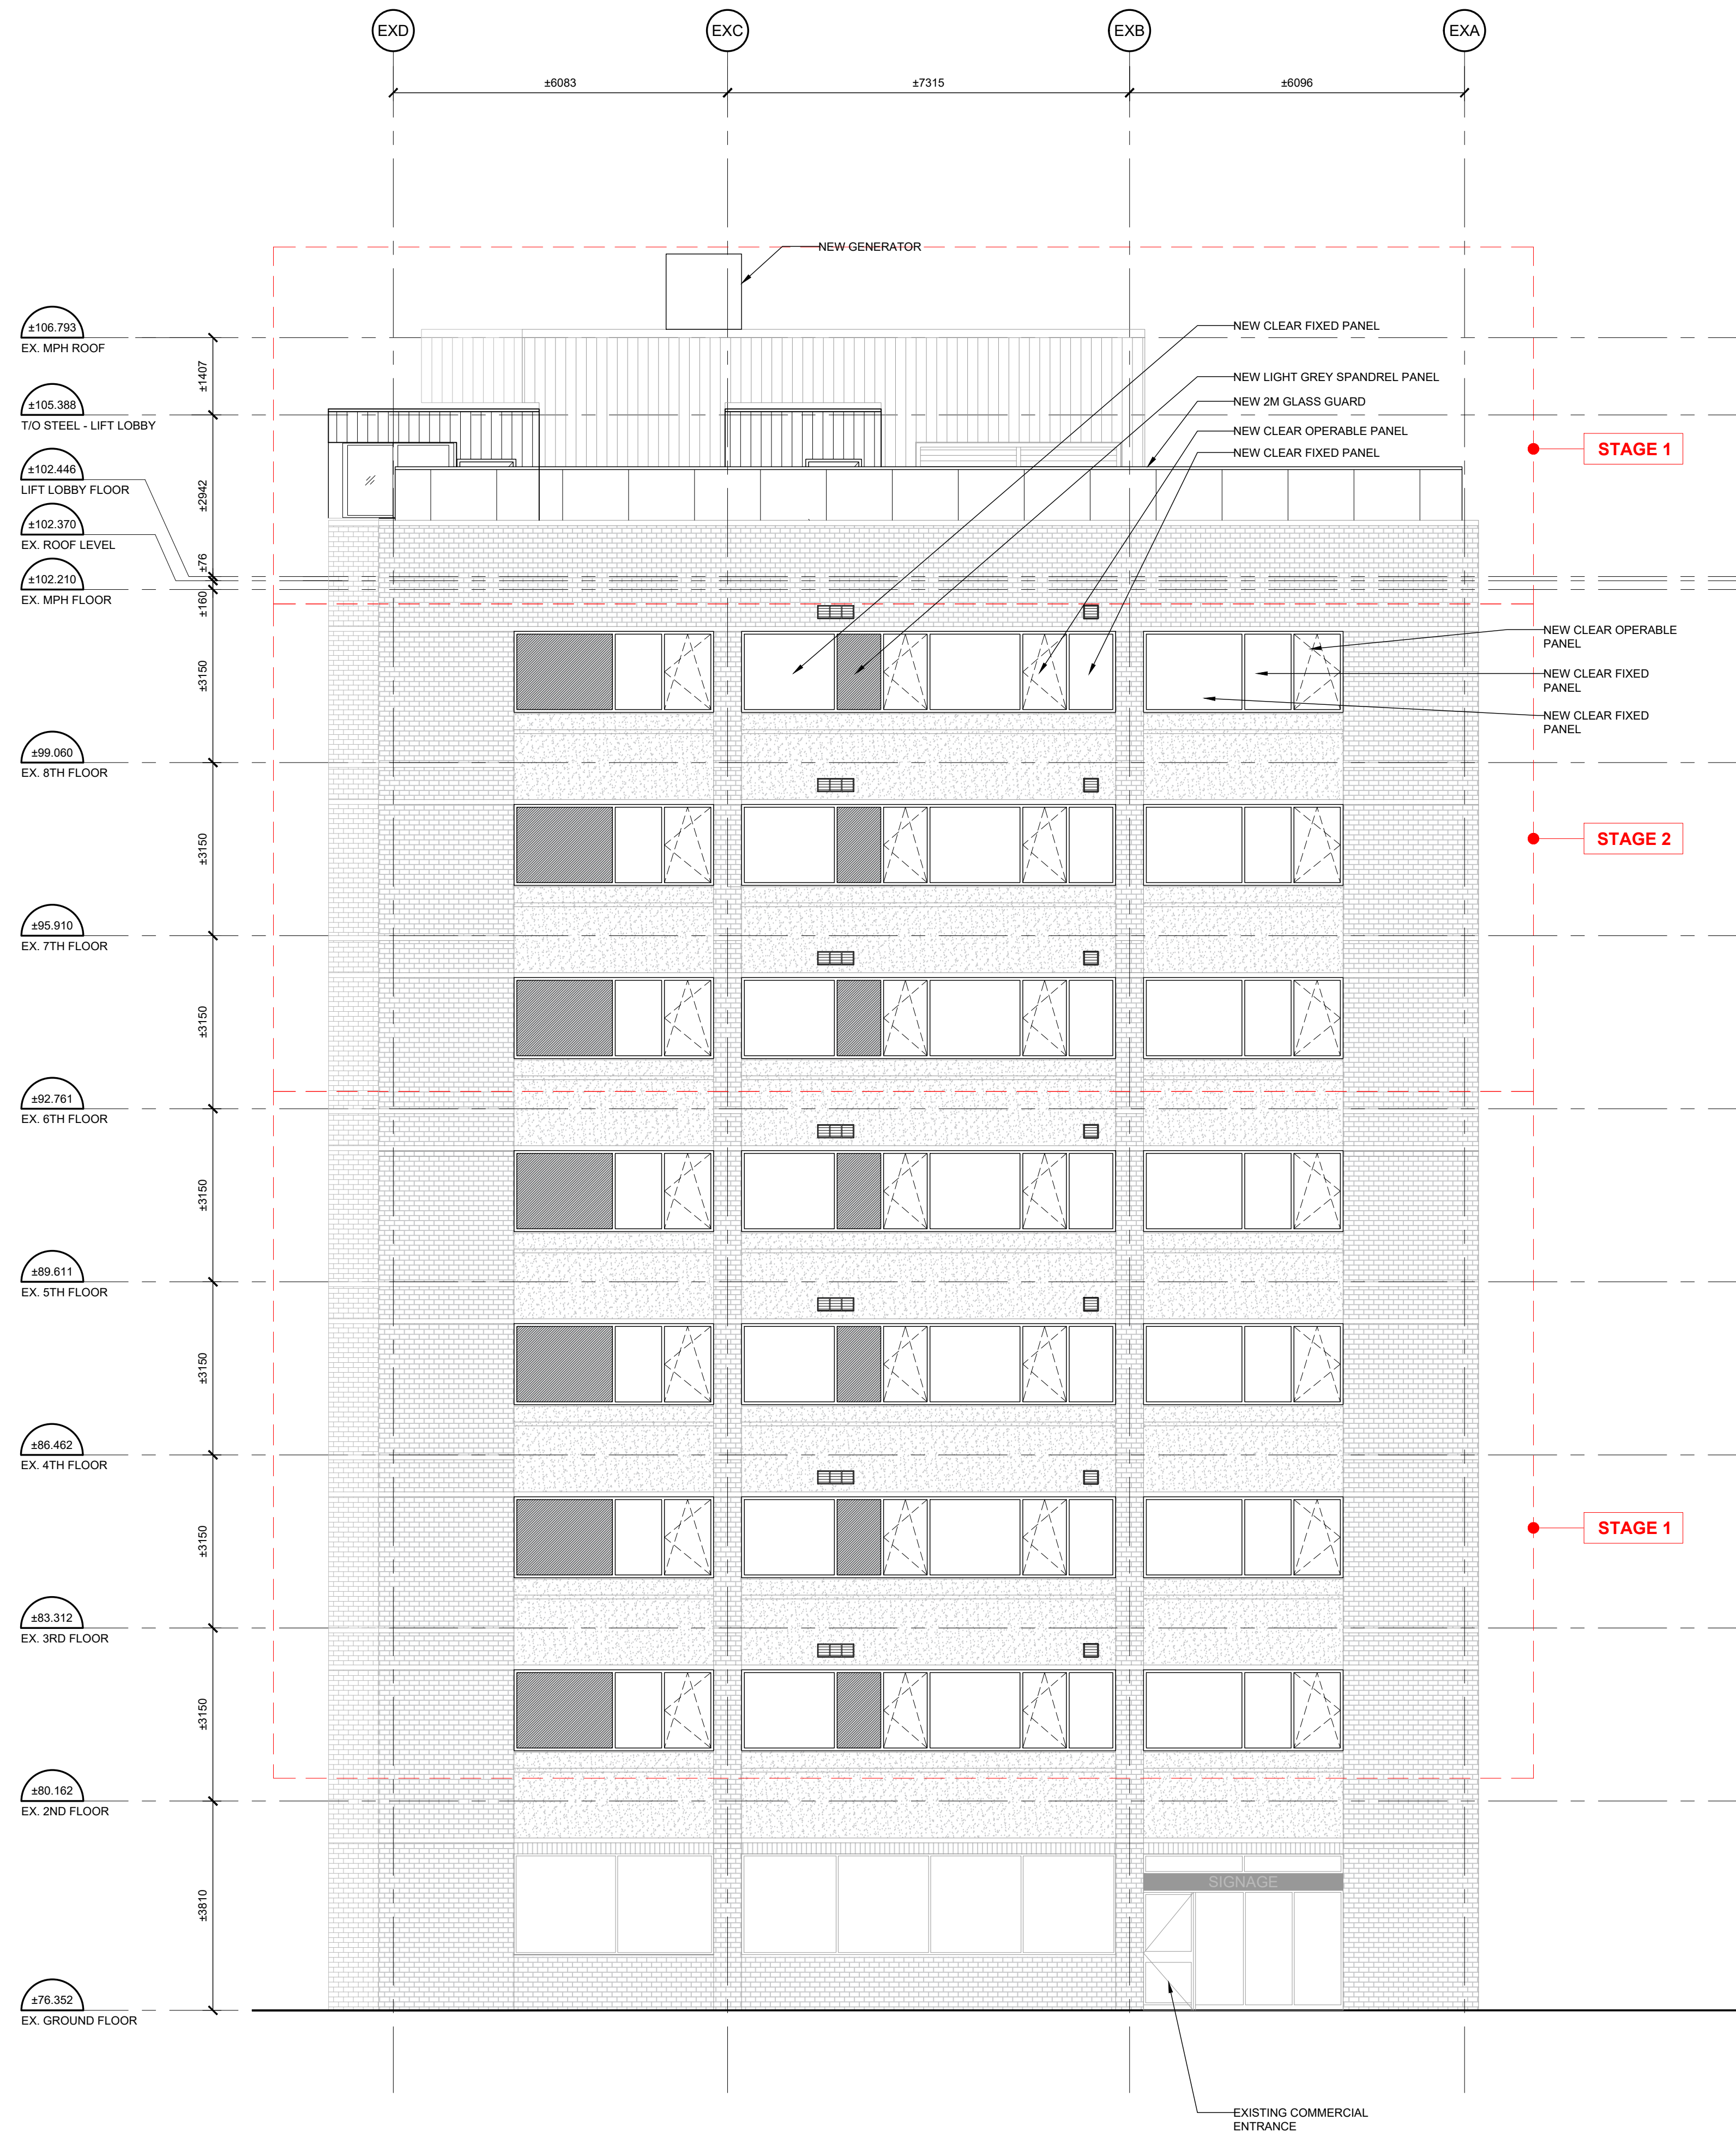 EXD
EXC
EXB
EXA
±6083
±7315
±6096
NEW GENERATOR
±106.793
EX. MPH ROOF
±1407
NEW CLEAR FIXED PANEL
NEW LIGHT GREY SPANDREL PANEL
NEW 2M GLASS GUARD
NEW CLEAR OPERABLE PANEL
NEW CLEAR FIXED PANEL
±105.388
T/O STEEL - LIFT LOBBY
STAGE 1
±102.446
LIFT LOBBY FLOOR
±2942
±102.370
EX. ROOF LEVEL
±76
±102.210
EX. MPH FLOOR
±160
NEW CLEAR OPERABLE
PANEL
NEW CLEAR FIXED
PANEL
NEW CLEAR FIXED
PANEL
±3150
±99.060
EX. 8TH FLOOR
STAGE 2
±3150
±95.910
EX. 7TH FLOOR
±3150
±92.761
EX. 6TH FLOOR
±3150
±89.611
EX. 5TH FLOOR
±3150
±86.462
EX. 4TH FLOOR
STAGE 1
±3150
±83.312
EX. 3RD FLOOR
±3150
±80.162
EX. 2ND FLOOR
SIGNAGE
±3810
±76.352
EX. GROUND FLOOR
EXISTING COMMERCIAL
ENTRANCE